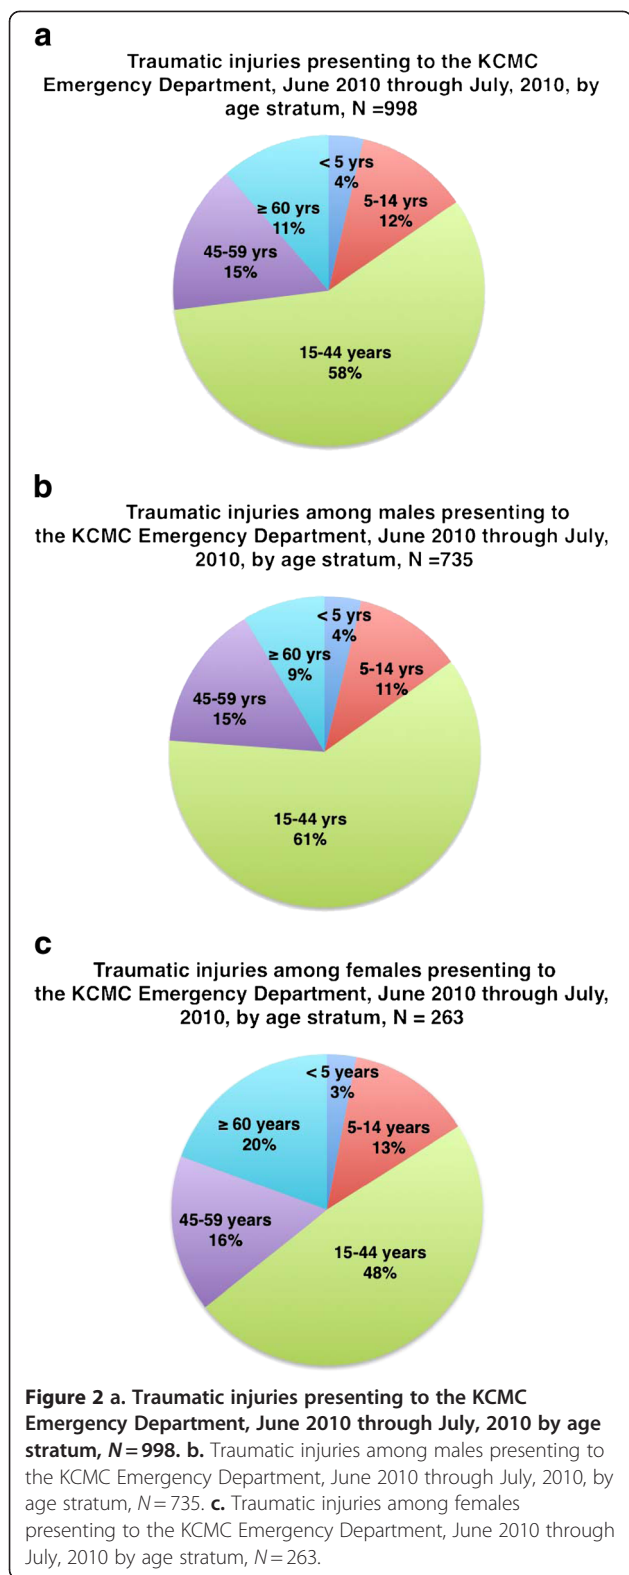 a
Traumatic injuries presenting to the KCMC
Emergency Department, June 2010 through July, 2010, by
age stratum, N =998
< 5 yrs
4%
5-14 yrs
12%
≥ 60 yrs
11%
45-59 yrs
15%
15-44 years
58%
b
Traumatic injuries among males presenting to
the KCMC Emergency Department, June 2010 through July,
2010, by age stratum, N =735
< 5 yrs
4%
5-14 yrs
11%
≥ 60 yrs
9%
45-59 yrs
15%
15-44 yrs
61%
c
Traumatic injuries among females presenting to
the KCMC Emergency Department, June 2010 through July,
2010, by age stratum, N = 263
< 5 years
3%
5-14 years
13%
≥ 60 years
20%
45-59 years
16%
15-44 years
48%
Figure 2 a. Traumatic injuries presenting to the KCMC
Emergency Department, June 2010 through July, 2010 by age
stratum, N = 998. b. Traumatic injuries among males presenting to
the KCMC Emergency Department, June 2010 through July, 2010, by
age stratum, N = 735. c. Traumatic injuries among females
presenting to the KCMC Emergency Department, June 2010 through
July, 2010 by age stratum, N = 263.